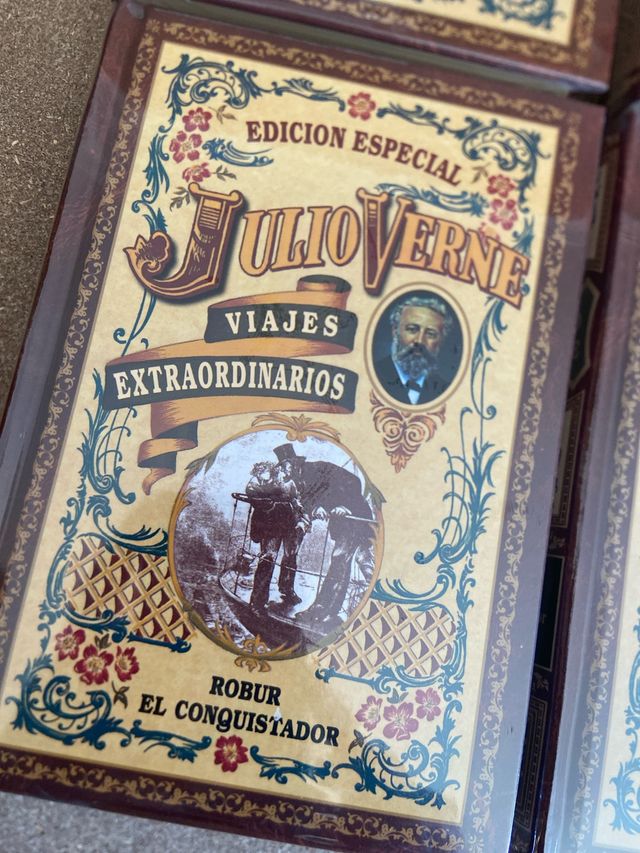 EDICION ESPECIAL
JULIO VERNE
VIAJES
EXTRAORDINARIOS
ROBUR
EL CONQUISTADOR